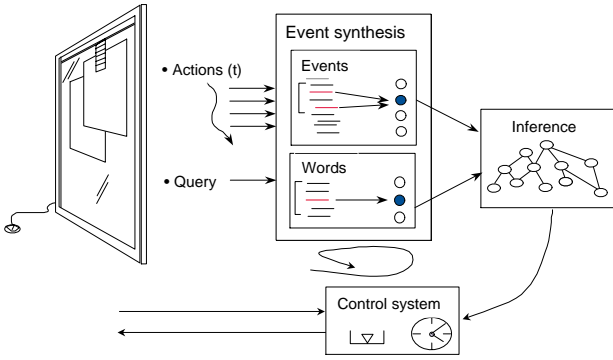 Event synthesis
Events
• Actions (t)
Inference
Words
• Query
Control system